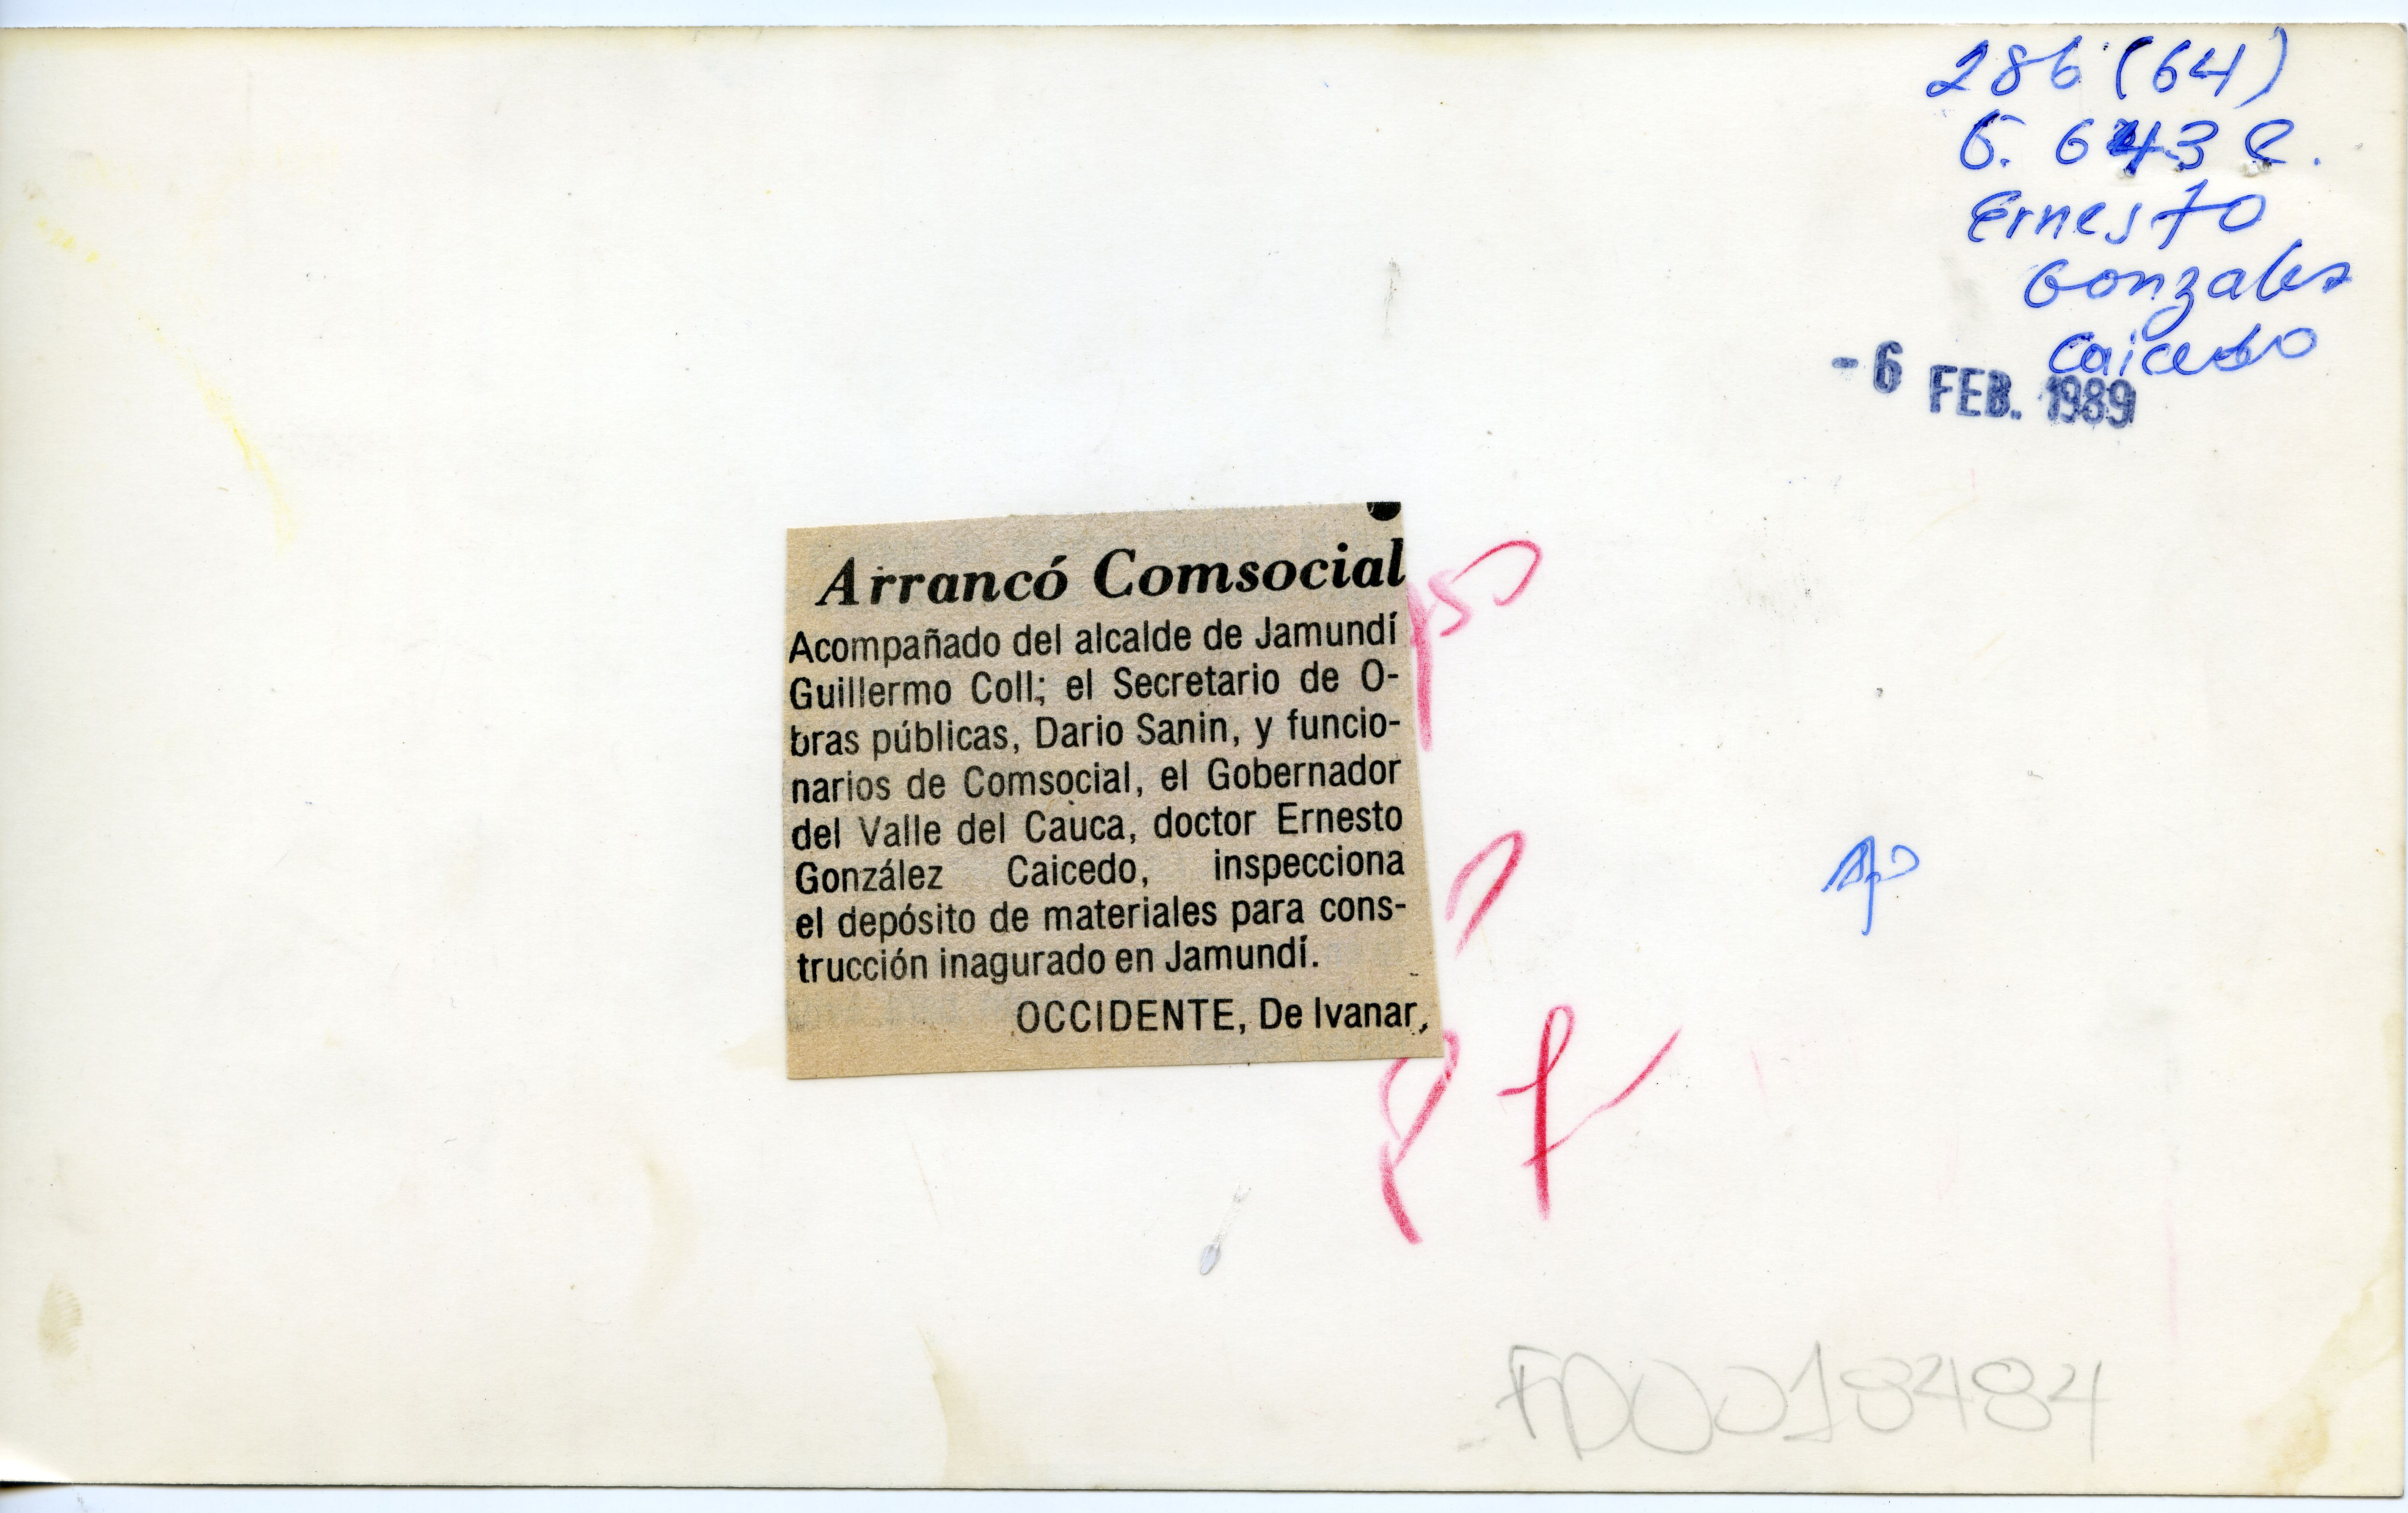 286 (64)
G. 643 C.
Ernesto
Gonzales
Caicedo
- 6 FEB. 1989
Arrancó Comsocial
Acompañado del alcalde de Jamundí
Guillermo Coll; el Secretario de O-
bras públicas, Dario Sanin, y funcio-
narios de Comsocial, el Gobernador
del Valle del Cauca, doctor Ernesto
González Caicedo, inspecciona
el depósito de materiales para cons-
trucción inagurado en Jamundí.
OCCIDENTE, De Ivanar,
FD0018484